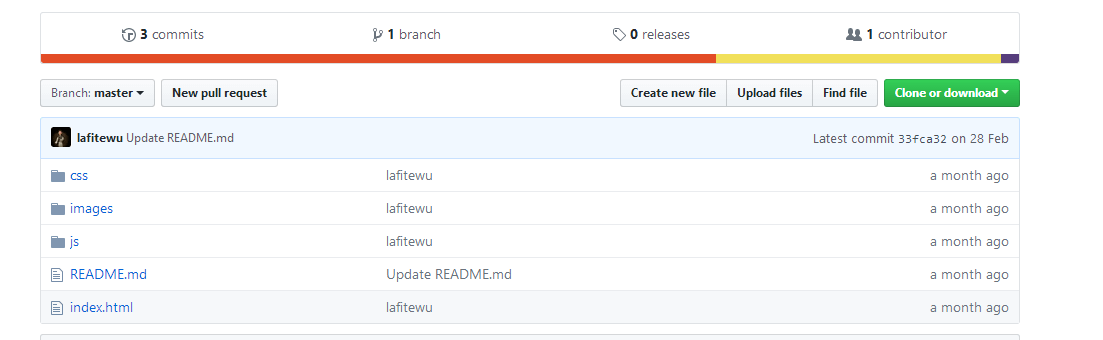 3 commits 1 branch 0 releases 1 contributor
Branch: master New pull request Create new file Upload files Find file Clone or download
lafitewu Update README.md Latest commit 33fca32 on 28 Feb
css lafitewu a month ago
images lafitewu a month ago
js lafitewu a month ago
README.md Update README.md a month ago
index.html lafitewu a month ago